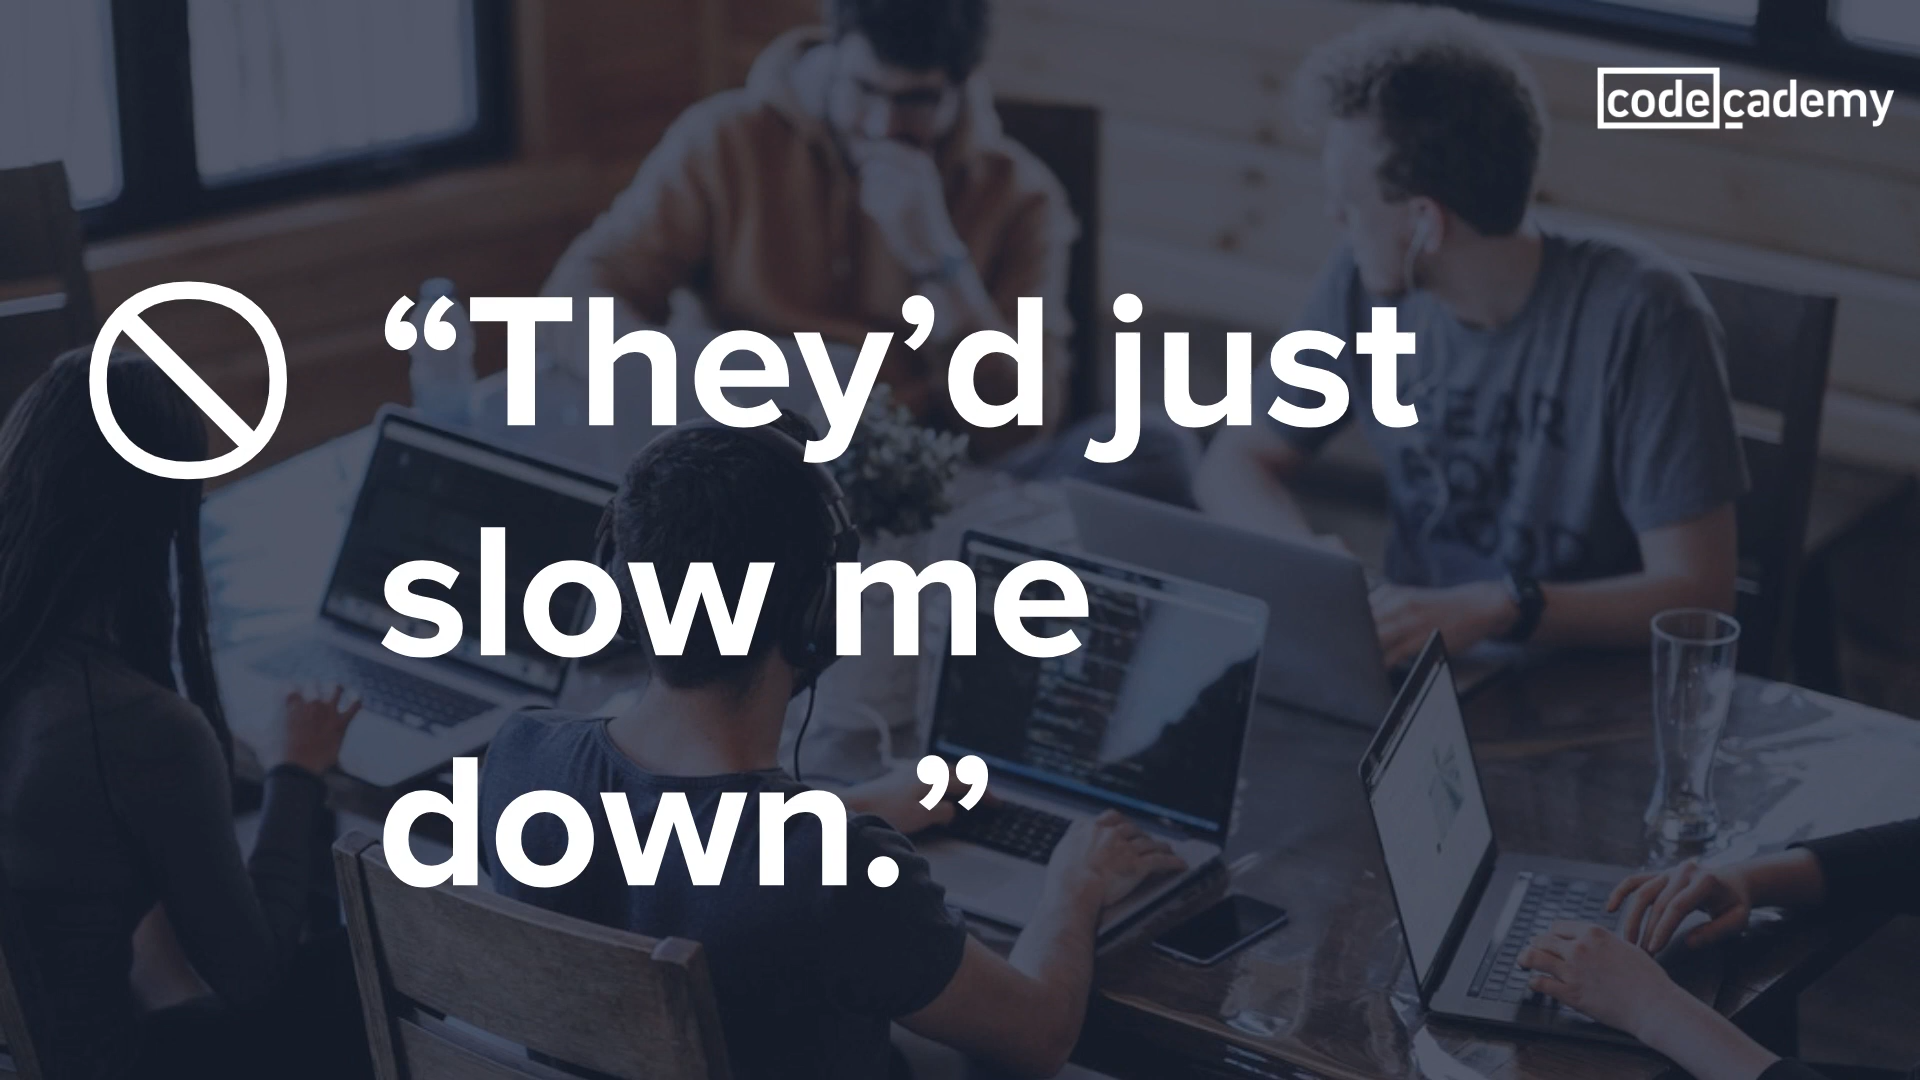 codecademy
“They’d just
slow me
down.”